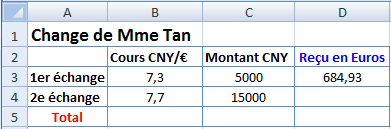 A B C D
1 Change de Mme Tan
2 Cours CNY/€ Montant CNY Reçu en Euros
3 1er échange 7,3 5000 684,93
4 2e échange 7,7 15000
5 Total